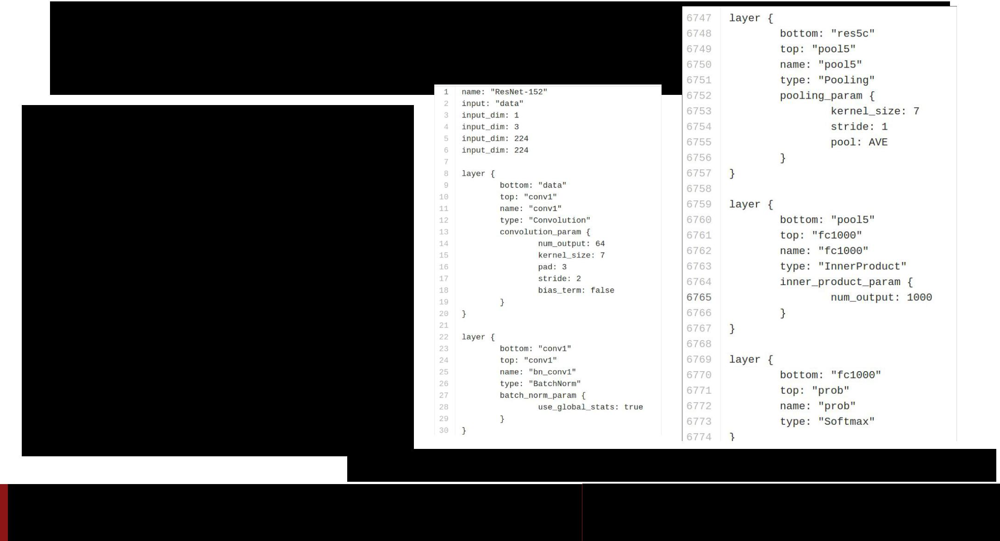 1 name: "ResNet-152"
2 input: "data"
3 input_dim: 1
4 input_dim: 3
5 input_dim: 224
6 input_dim: 224
7
8 layer {
9 bottom: "data"
10 top: "conv1"
11 name: "conv1"
12 type: "Convolution"
13 convolution_param {
14 num_output: 64
15 kernel_size: 7
16 pad: 3
17 stride: 2
18 bias_term: false
19 }
20 }
21
22 layer {
23 bottom: "conv1"
24 top: "conv1"
25 name: "bn_conv1"
26 type: "BatchNorm"
27 batch_norm_param {
28 use_global_stats: true
29 }
30 }
6747 layer {
6748 bottom: "res5c"
6749 top: "pool5"
6750 name: "pool5"
6751 type: "Pooling"
6752 pooling_param {
6753 kernel_size: 7
6754 stride: 1
6755 pool: AVE
6756 }
6757 }
6758
6759 layer {
6760 bottom: "pool5"
6761 top: "fc1000"
6762 name: "fc1000"
6763 type: "InnerProduct"
6764 inner_product_param {
6765 num_output: 1000
6766 }
6767 }
6768
6769 layer {
6770 bottom: "fc1000"
6771 top: "prob"
6772 name: "prob"
6773 type: "Softmax"
6774 }